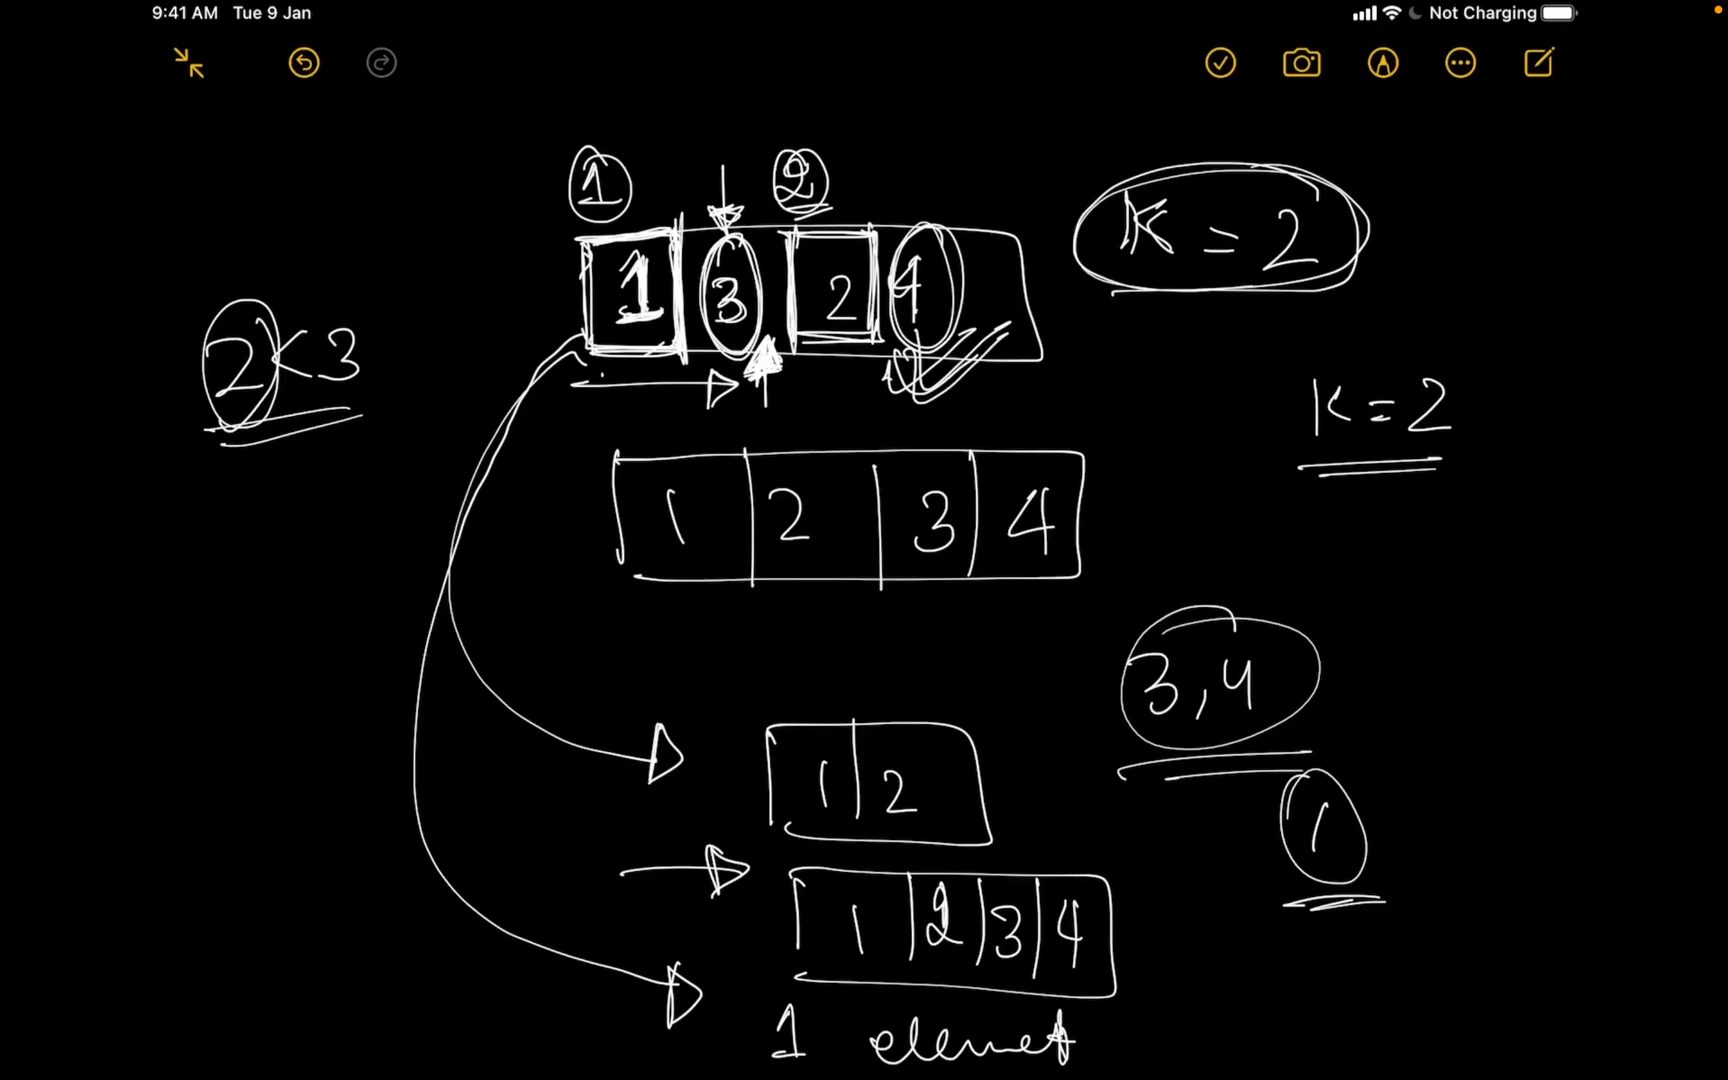 9:41 AM Tue 9 Jan
Not Charging
1 2
K = 2
1 3 2 4
2 < 3
K = 2
1 2 3 4
3, 4
1 2
1
1 2 3 4
1 element